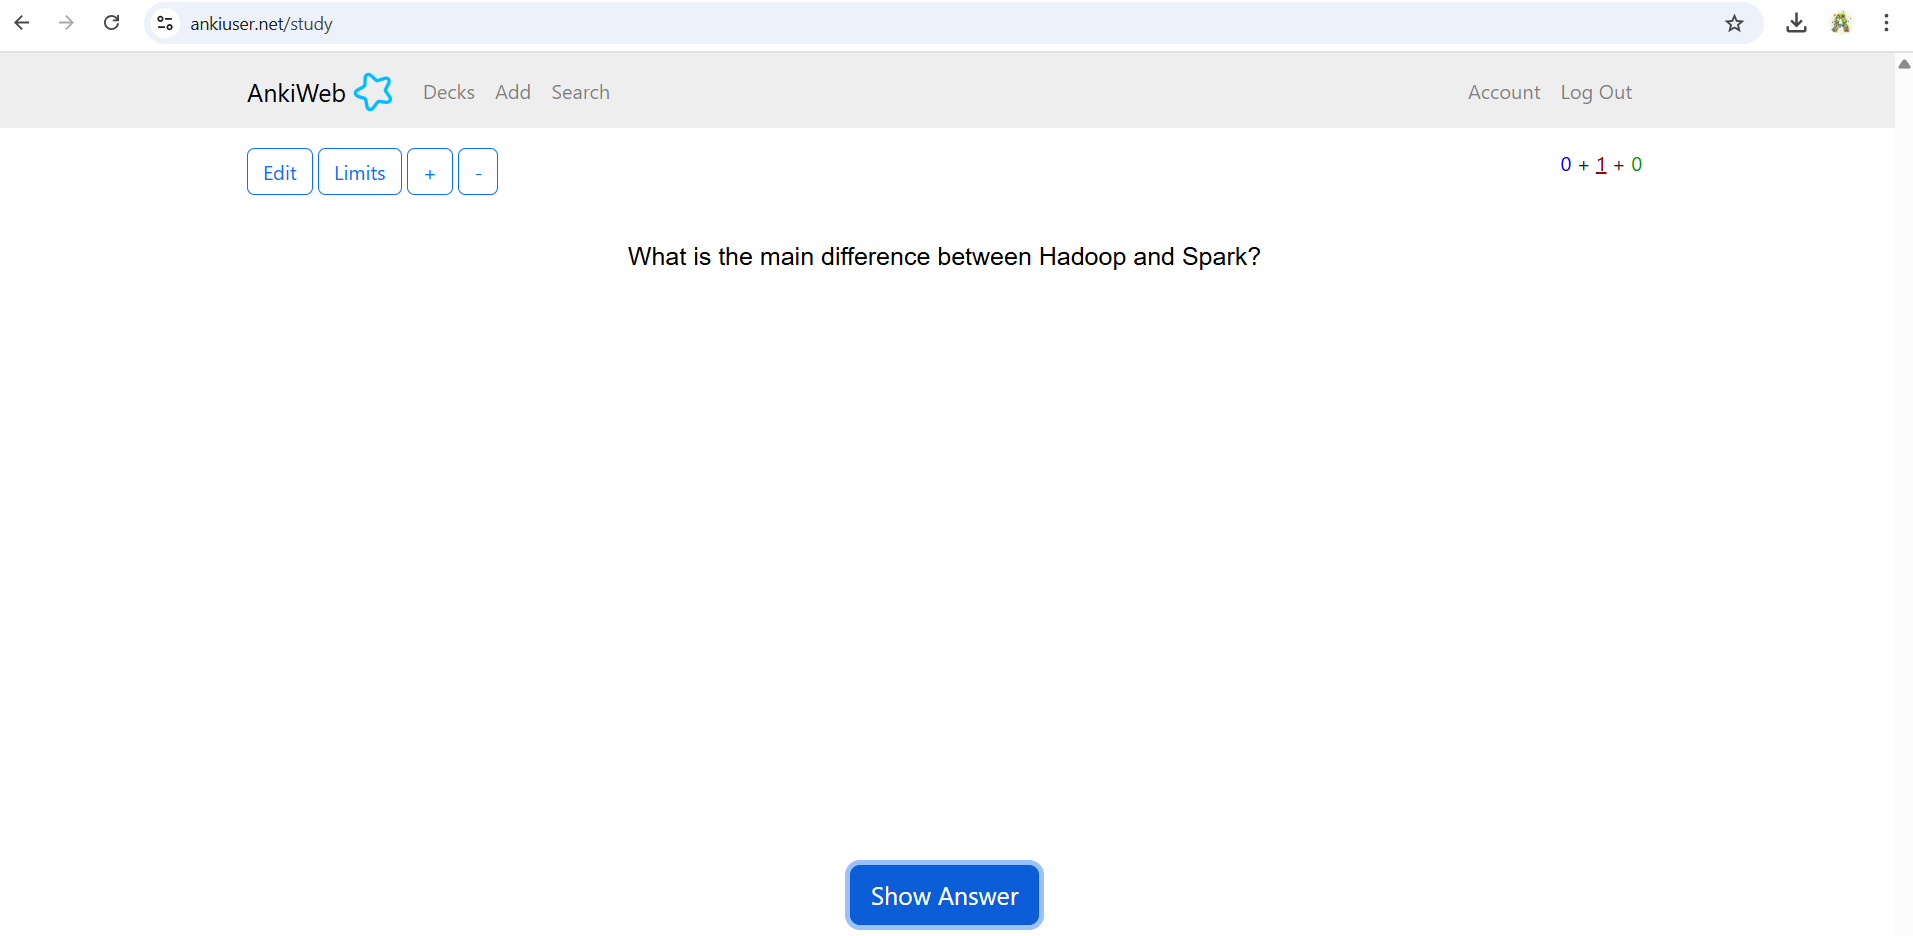 ankiuser.net/study
AnkiWeb Decks Add Search Account Log Out
Edit Limits + - 0 + 1 + 0
What is the main difference between Hadoop and Spark?
Show Answer